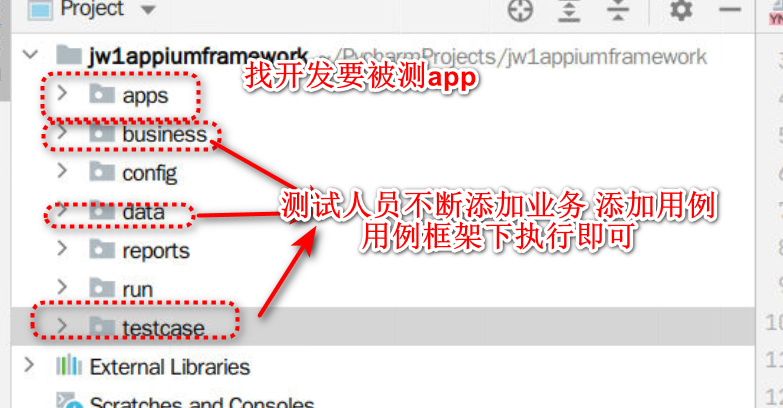 Project
jw1appiumframework ~/PycharmProjects/jw1appiumframework
找开发要被测app
apps
business
config
测试人员不断添加业务 添加用例
data
用例框架下执行即可
reports
run
testcase
External Libraries
Scratches and Consoles